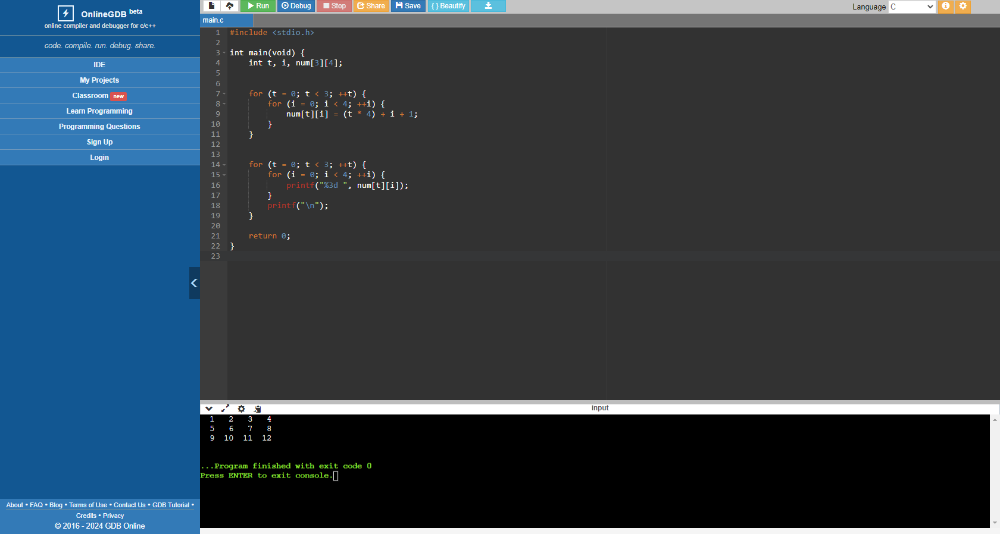 OnlineGDB beta
online compiler and debugger for c/c++
code. compile. run. debug. share.
IDE
My Projects
Classroom new
Learn Programming
Programming Questions
Sign Up
Login
About • FAQ • Blog • Terms of Use • Contact Us • GDB Tutorial •
Credits • Privacy
© 2016 - 2024 GDB Online
Run Debug Stop Share Save { } Beautify
Language C
main.c
1 #include <stdio.h>
2
3 int main(void) {
4     int t, i, num[3][4];
5
6
7     for (t = 0; t < 3; ++t) {
8         for (i = 0; i < 4; ++i) {
9             num[t][i] = (t * 4) + i + 1;
10         }
11     }
12
13
14     for (t = 0; t < 3; ++t) {
15         for (i = 0; i < 4; ++i) {
16             printf("%3d ", num[t][i]);
17         }
18         printf("\n");
19     }
20
21     return 0;
22 }
23
input
  1   2   3   4
  5   6   7   8
  9  10  11  12
...Program finished with exit code 0
Press ENTER to exit console.